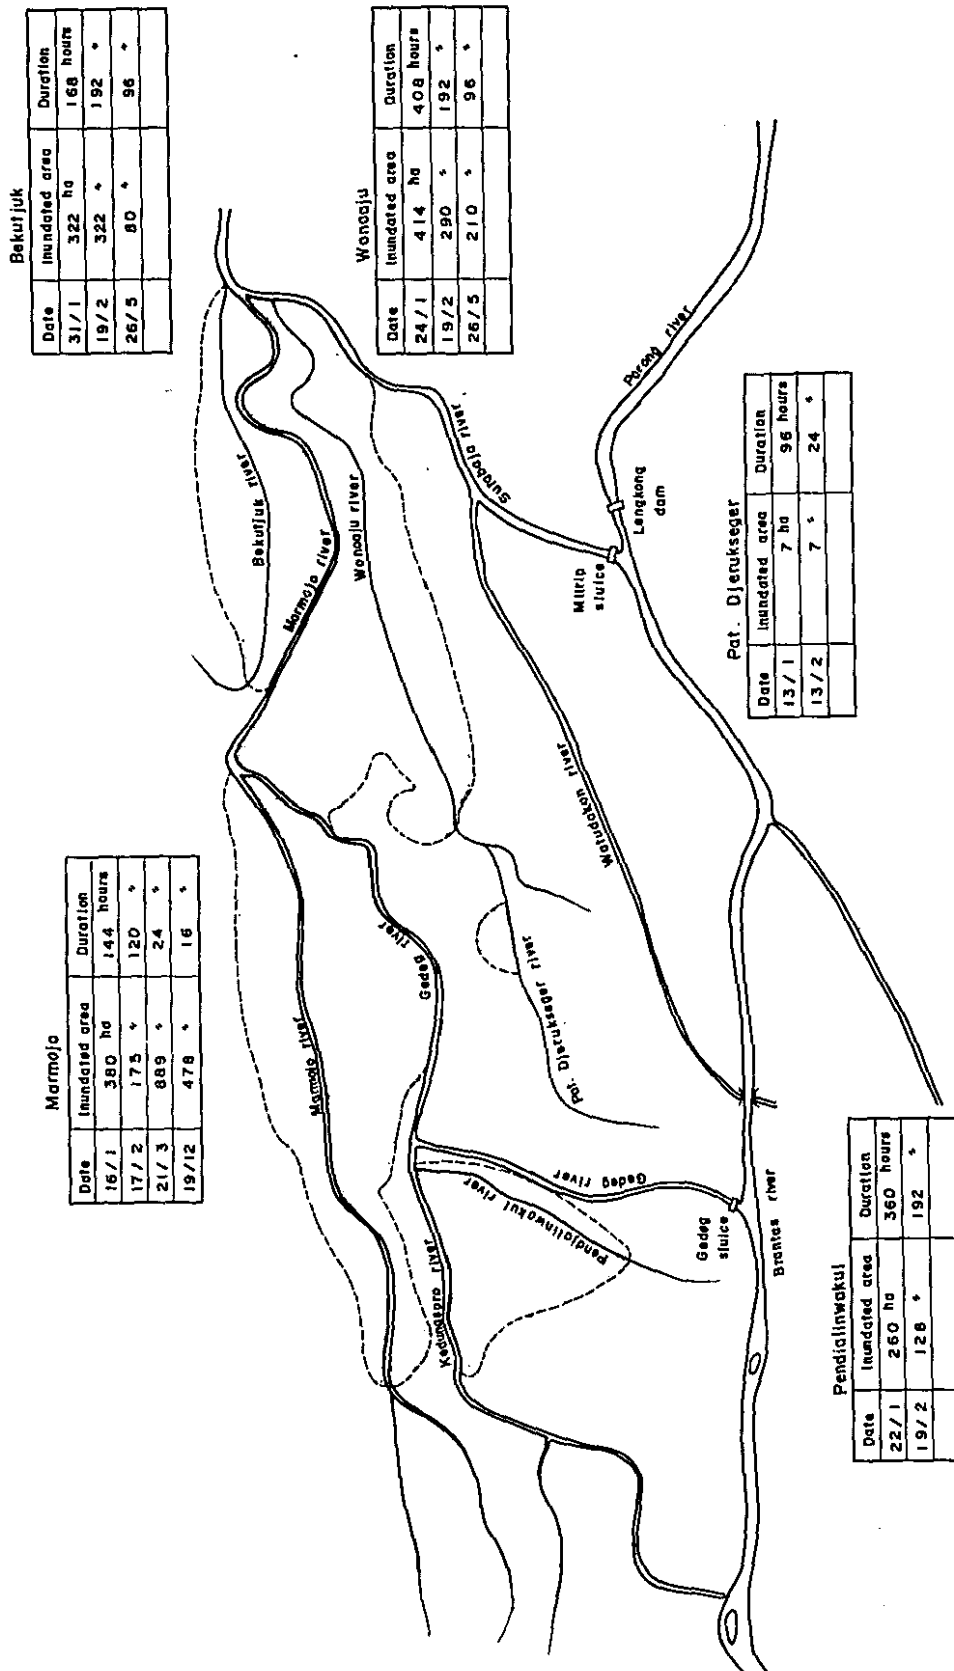 Bekutjuk
Date Inundated area Duration
31/1 322 ha 168 hours
19/2 322 〃 192 〃
26/5 80 〃 96 〃
Wonoaju
Date Inundated area Duration
24/1 414 ha 408 hours
19/2 290 〃 192 〃
26/5 210 〃 96 〃
Marmojo
Date Inundated area Duration
16/1 380 ha 144 hours
17/2 175 〃 120 〃
21/3 889 〃 24 〃
19/12 478 〃 16 〃
Pat. Djerukseger
Date Inundated area Duration
13/1 7 ha 96 hours
13/2 7 〃 24 〃
Pendjalinwakul
Date Inundated area Duration
22/1 260 ha 360 hours
19/2 128 〃 192 〃
Bekutjuk river
Marmojo river
Wonoaju river
Surabaja river
Porong river
Lengkong
dam
Mlirip
sluice
Watudakon river
Gedeg river
Marmojo river
Pat. Djerukseger river
Kedungsoro river
Pendjalinwakul river
Gedeg river
Gedeg
sluice
Brantas river